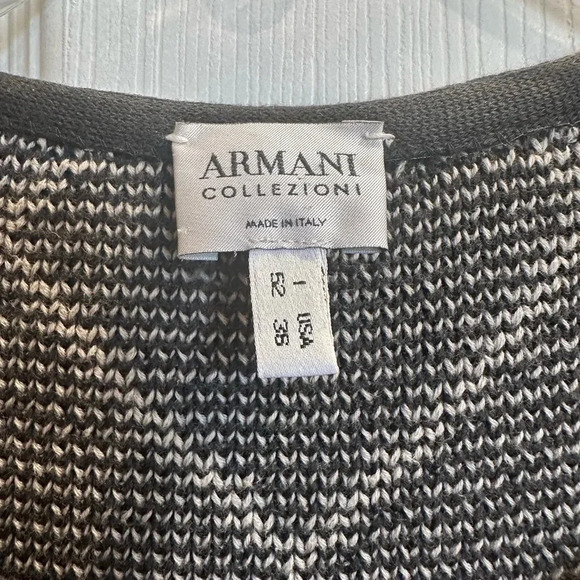 ARMANI
COLLEZIONI
MADE IN ITALY
I USA
52 36